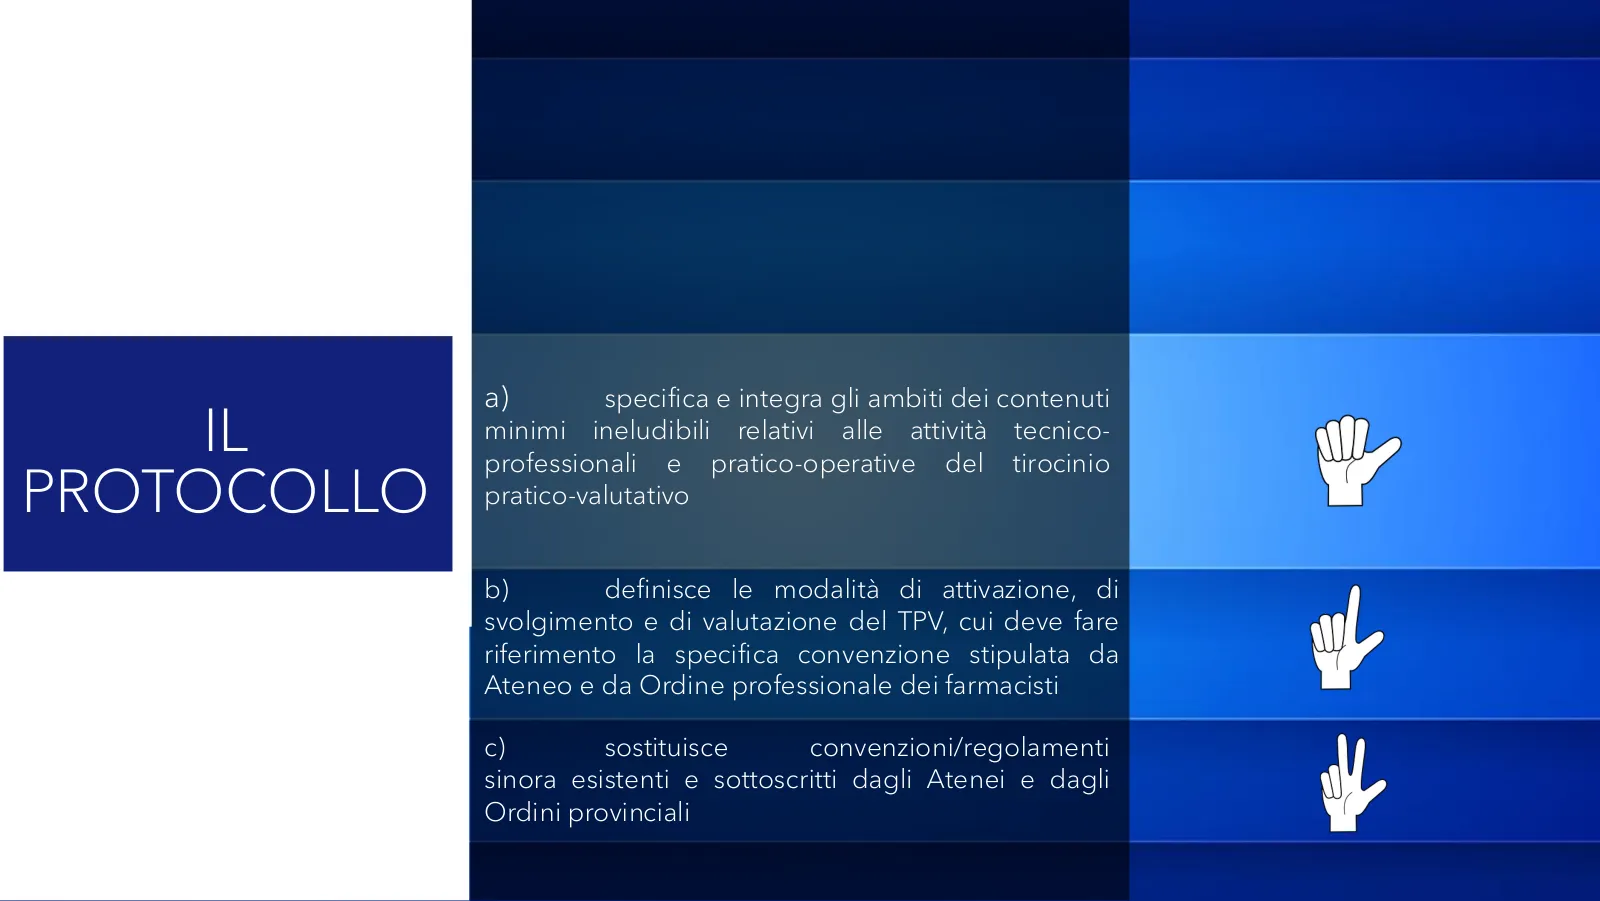 IL
PROTOCOLLO
a) specifica e integra gli ambiti dei contenuti
minimi ineludibili relativi alle attività tecnico-
professionali e pratico-operative del tirocinio
pratico-valutativo
b) definisce le modalità di attivazione, di
svolgimento e di valutazione del TPV, cui deve fare
riferimento la specifica convenzione stipulata da
Ateneo e da Ordine professionale dei farmacisti
c) sostituisce convenzioni/regolamenti
sinora esistenti e sottoscritti dagli Atenei e dagli
Ordini provinciali